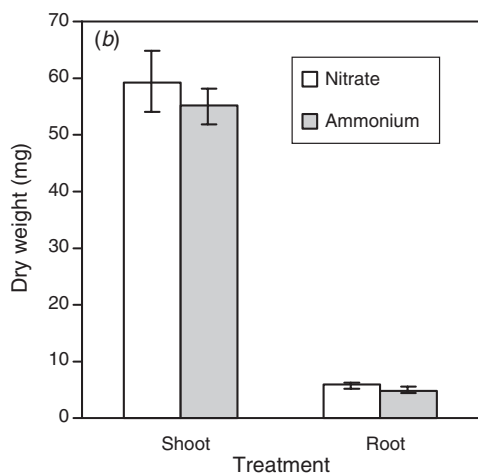 (b)
Nitrate
Ammonium
Dry weight (mg)
70
60
50
40
30
20
10
0
Shoot Root
Treatment